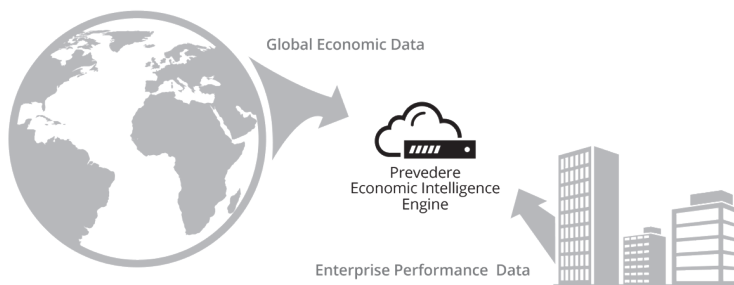 Global Economic Data
Prevedere
Economic Intelligence
Engine
Enterprise Performance Data